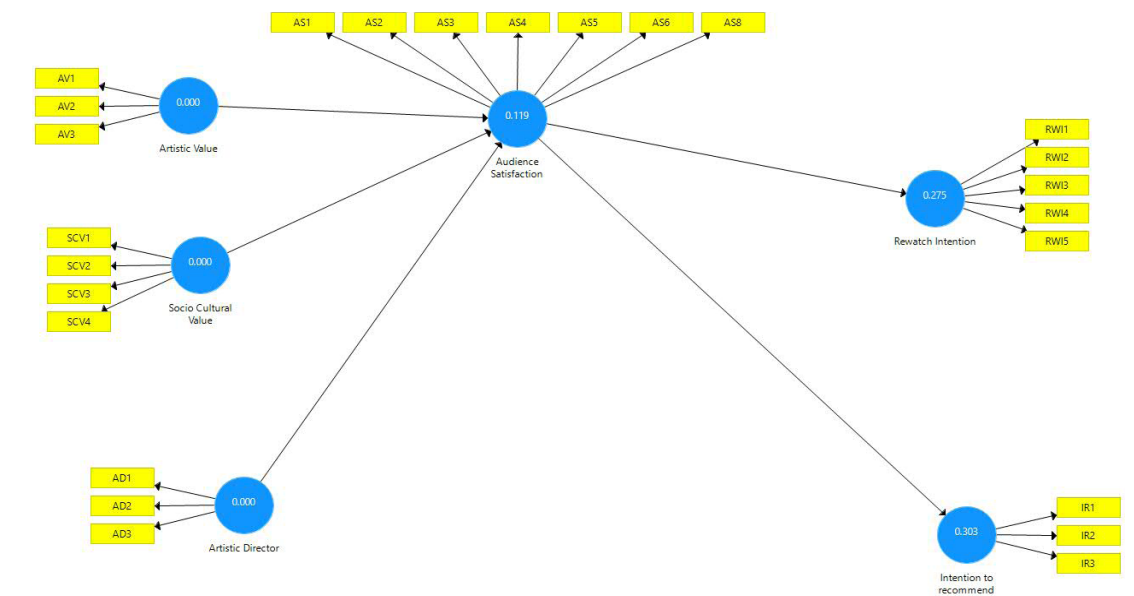 AS1 AS2 AS3 AS4 AS5 AS6 AS8
AV1
AV2
AV3
0.000
Artistic Value
0.119
Audience
Satisfaction
RWI1
RWI2
RWI3
RWI4
RWI5
0.275
Rewatch Intention
SCV1
SCV2
SCV3
SCV4
0.000
Socio Cultural
Value
AD1
AD2
AD3
0.000
Artistic Director
0.303
Intention to
recommend
IR1
IR2
IR3